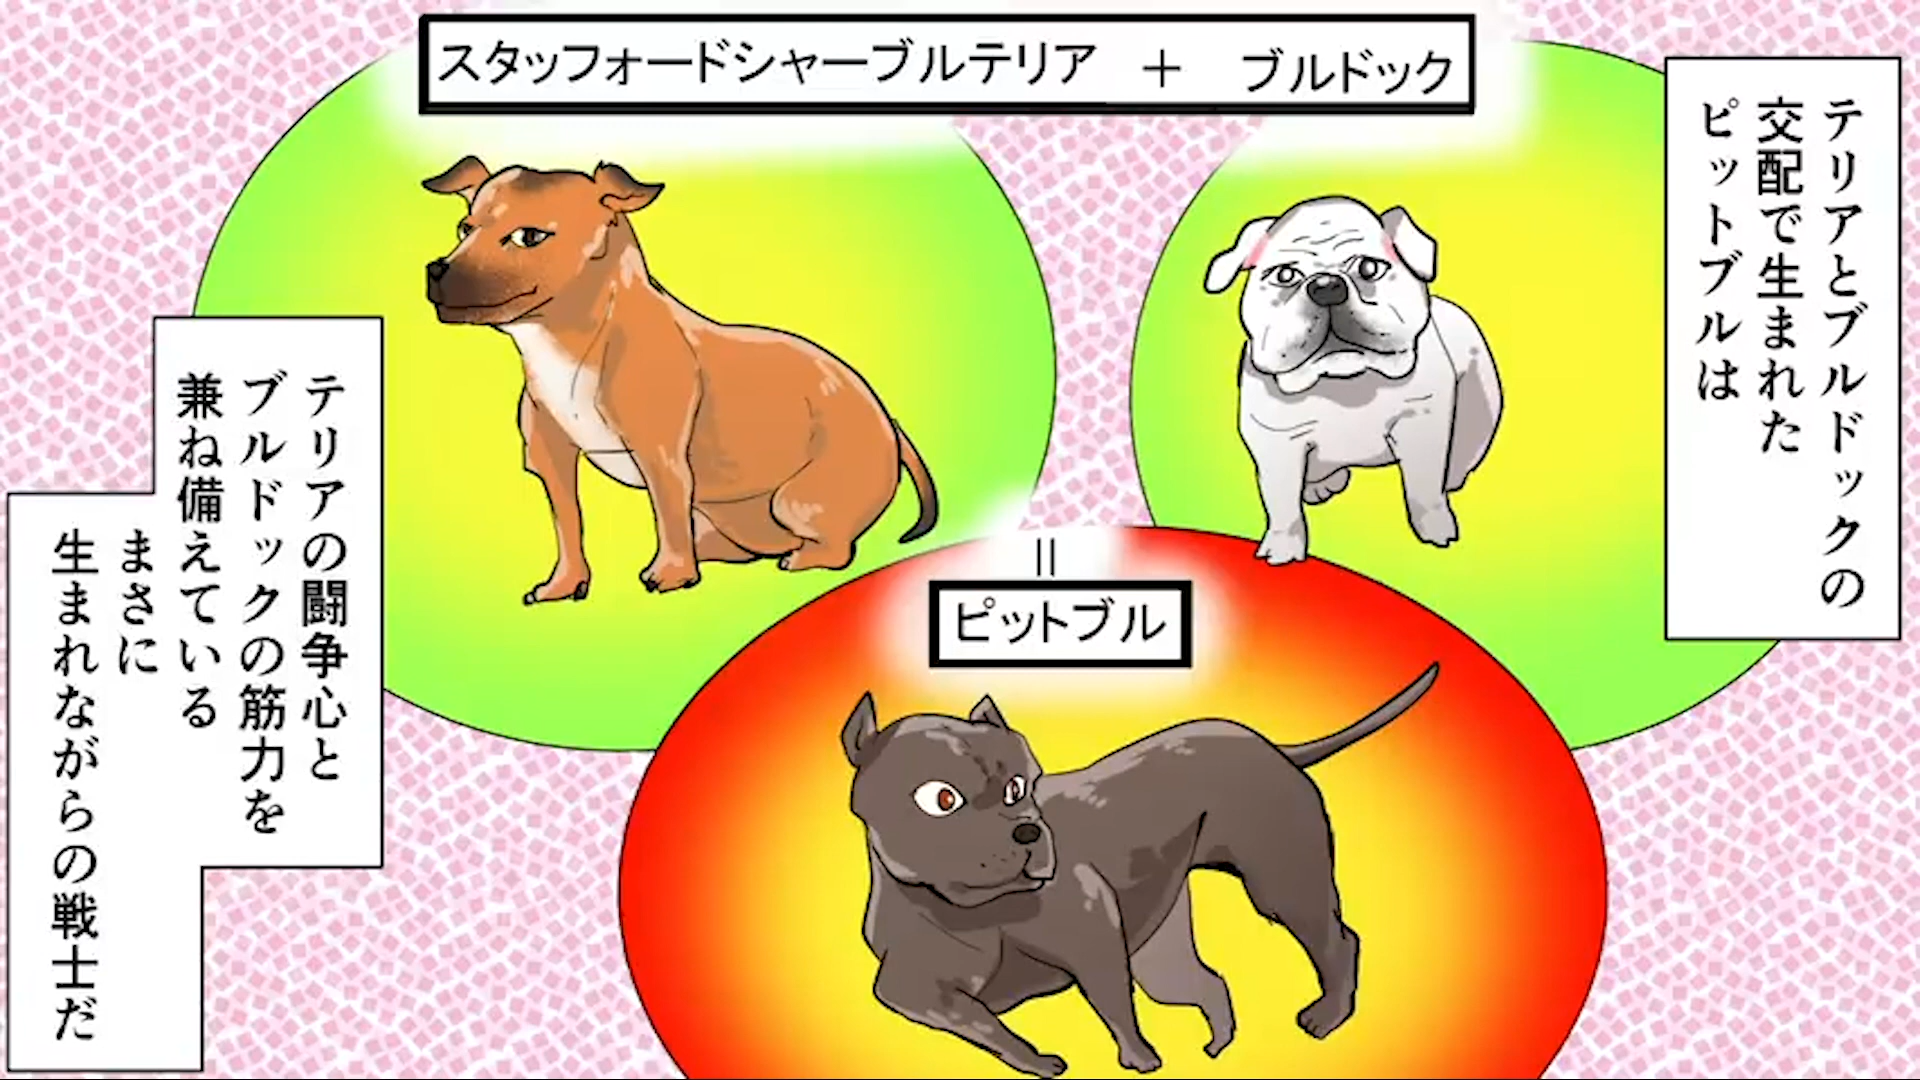 スタッフォードシャーブルテリア + ブルドック
テリアとブルドックの
交配で生まれた
ピットブルは
=
ピットブル
テリアの闘争心と
ブルドックの筋力を
兼ね備えている
まさに
生まれながらの戦士だ